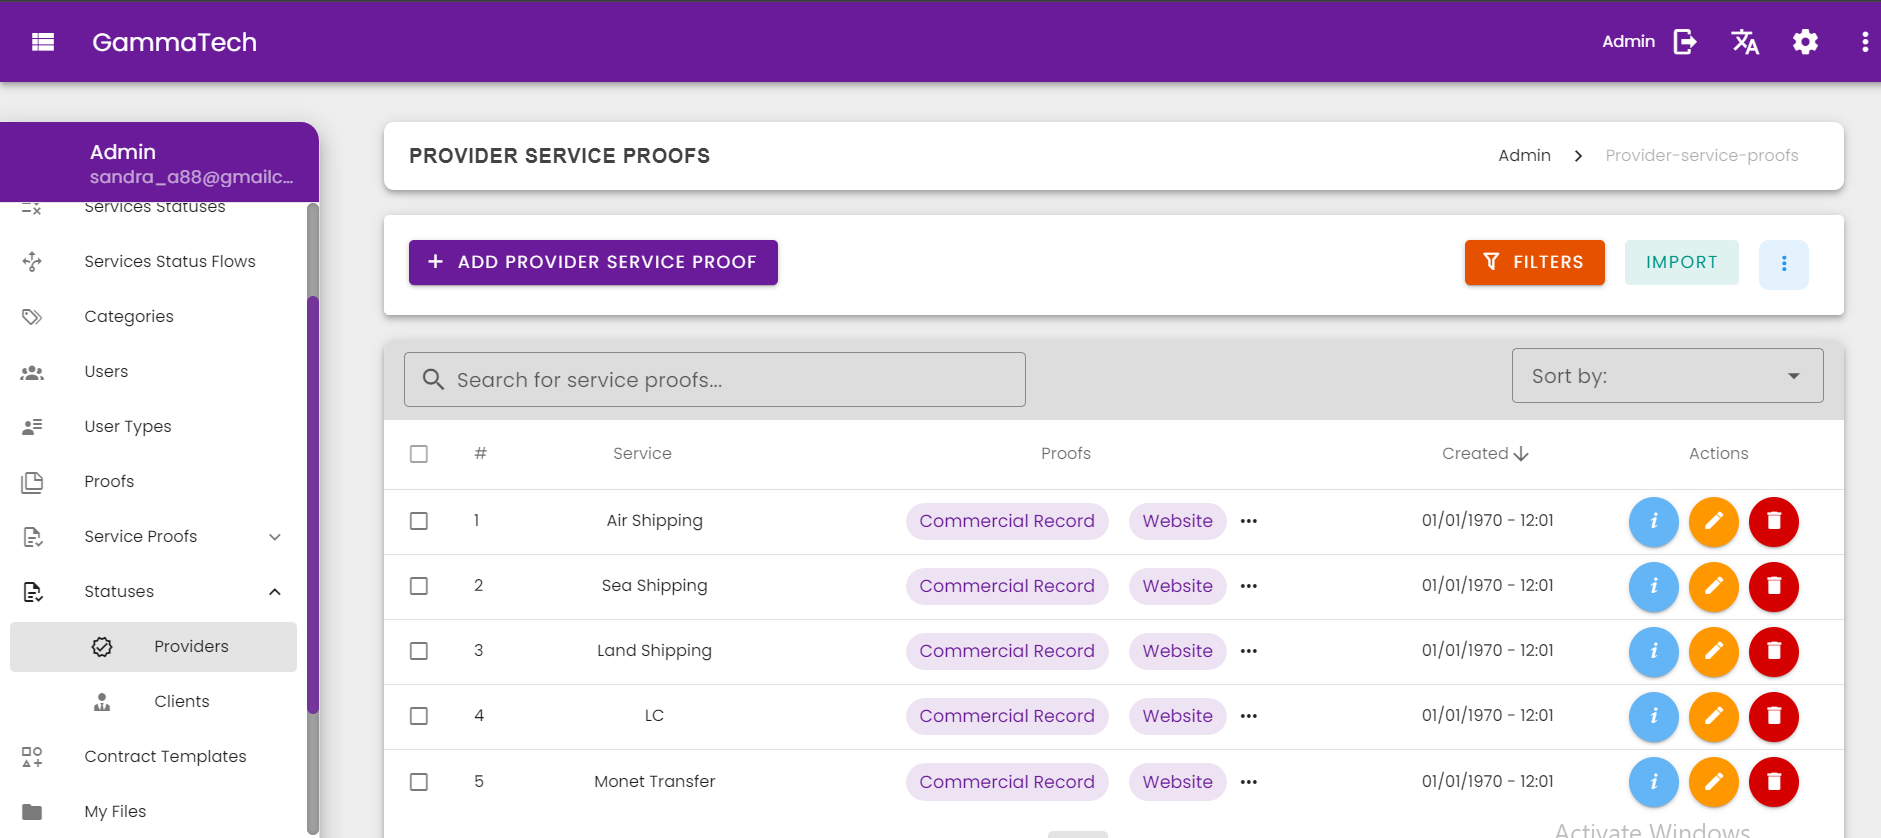 GammaTech
Admin
Admin
sandra_a88@gmailc...
Services Statuses
Services Status Flows
Categories
Users
User Types
Proofs
Service Proofs
Statuses
Providers
Clients
Contract Templates
My Files
PROVIDER SERVICE PROOFS
Admin > Provider-service-proofs
+ ADD PROVIDER SERVICE PROOF
FILTERS
IMPORT
Search for service proofs...
Sort by:
# Service Proofs Created Actions
1 Air Shipping Commercial Record Website ... 01/01/1970 - 12:01
2 Sea Shipping Commercial Record Website ... 01/01/1970 - 12:01
3 Land Shipping Commercial Record Website ... 01/01/1970 - 12:01
4 LC Commercial Record Website ... 01/01/1970 - 12:01
5 Monet Transfer Commercial Record Website ... 01/01/1970 - 12:01
Activate Windows